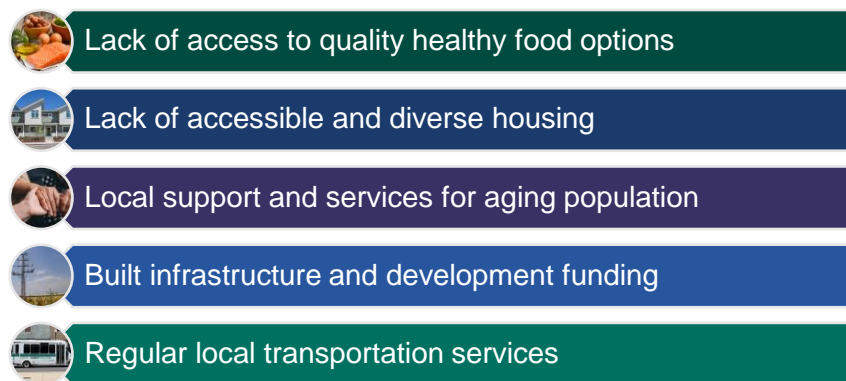 Lack of access to quality healthy food options
Lack of accessible and diverse housing
Local support and services for aging population
Built infrastructure and development funding
Regular local transportation services